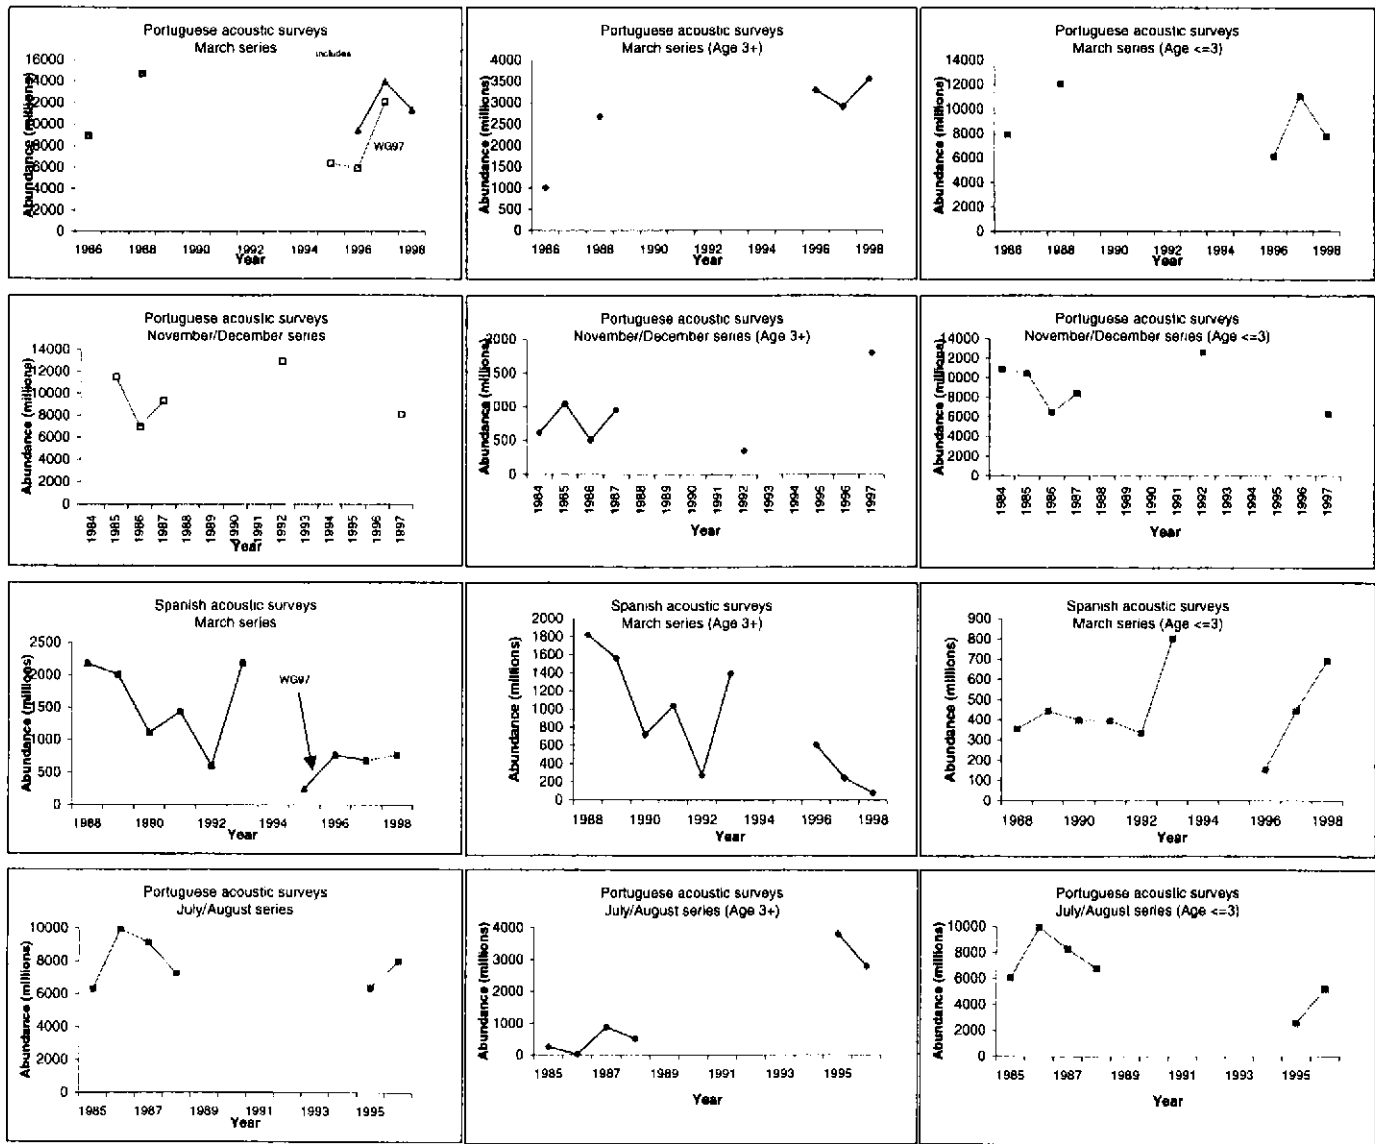 Portuguese acoustic surveys
March series
includes
WG97
Abundance (millions)
16000
14000
12000
10000
8000
6000
4000
2000
0
1986 1988 1990 1992 1994 1996 1998
Year
Portuguese acoustic surveys
March series (Age 3+)
Abundance (millions)
4000
3500
3000
2500
2000
1500
1000
500
0
1986 1988 1990 1992 1994 1996 1998
Year
Portuguese acoustic surveys
March series (Age <=3)
Abundance (millions)
14000
12000
10000
8000
6000
4000
2000
0
1986 1988 1990 1992 1994 1996 1998
Year
Portuguese acoustic surveys
November/December series
Abundance (millions)
14000
12000
10000
8000
6000
4000
2000
0
1984 1985 1986 1987 1988 1989 1990 1991 1992 1993 1994 1995 1996 1997
Year
Portuguese acoustic surveys
November/December series (Age 3+)
Abundance (millions)
2000
1500
1000
500
0
1984 1985 1986 1987 1988 1989 1990 1991 1992 1993 1994 1995 1996 1997
Year
Portuguese acoustic surveys
November/December series (Age <=3)
Abundance (millions)
14000
12000
10000
8000
6000
4000
2000
0
1984 1985 1986 1987 1988 1989 1990 1991 1992 1993 1994 1995 1996 1997
Year
Spanish acoustic surveys
March series
WG97
Abundance (millions)
2500
2000
1500
1000
500
0
1988 1990 1992 1994 1996 1998
Year
Spanish acoustic surveys
March series (Age 3+)
Abundance (millions)
2000
1800
1600
1400
1200
1000
800
600
400
200
0
1988 1990 1992 1994 1996 1998
Year
Spanish acoustic surveys
March series (Age <=3)
Abundance (millions)
900
800
700
600
500
400
300
200
100
0
1988 1990 1992 1994 1996 1998
Year
Portuguese acoustic surveys
July/August series
Abundance (millions)
10000
8000
6000
4000
2000
0
1985 1987 1989 1991 1993 1995
Year
Portuguese acoustic surveys
July/August series (Age 3+)
Abundance (millions)
4000
3000
2000
1000
0
1985 1987 1989 1991 1993 1995
Year
Portuguese acoustic surveys
July/August series (Age <=3)
Abundance (millions)
10000
8000
6000
4000
2000
0
1985 1987 1989 1991 1993 1995
Year